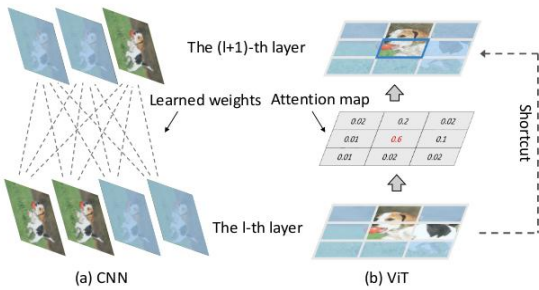 The (l+1)-th layer
Learned weights
Attention map
0.02 0.2 0.02
0.01 0.6 0.1
0.01 0.02 0.02
Shortcut
The l-th layer
(a) CNN
(b) ViT